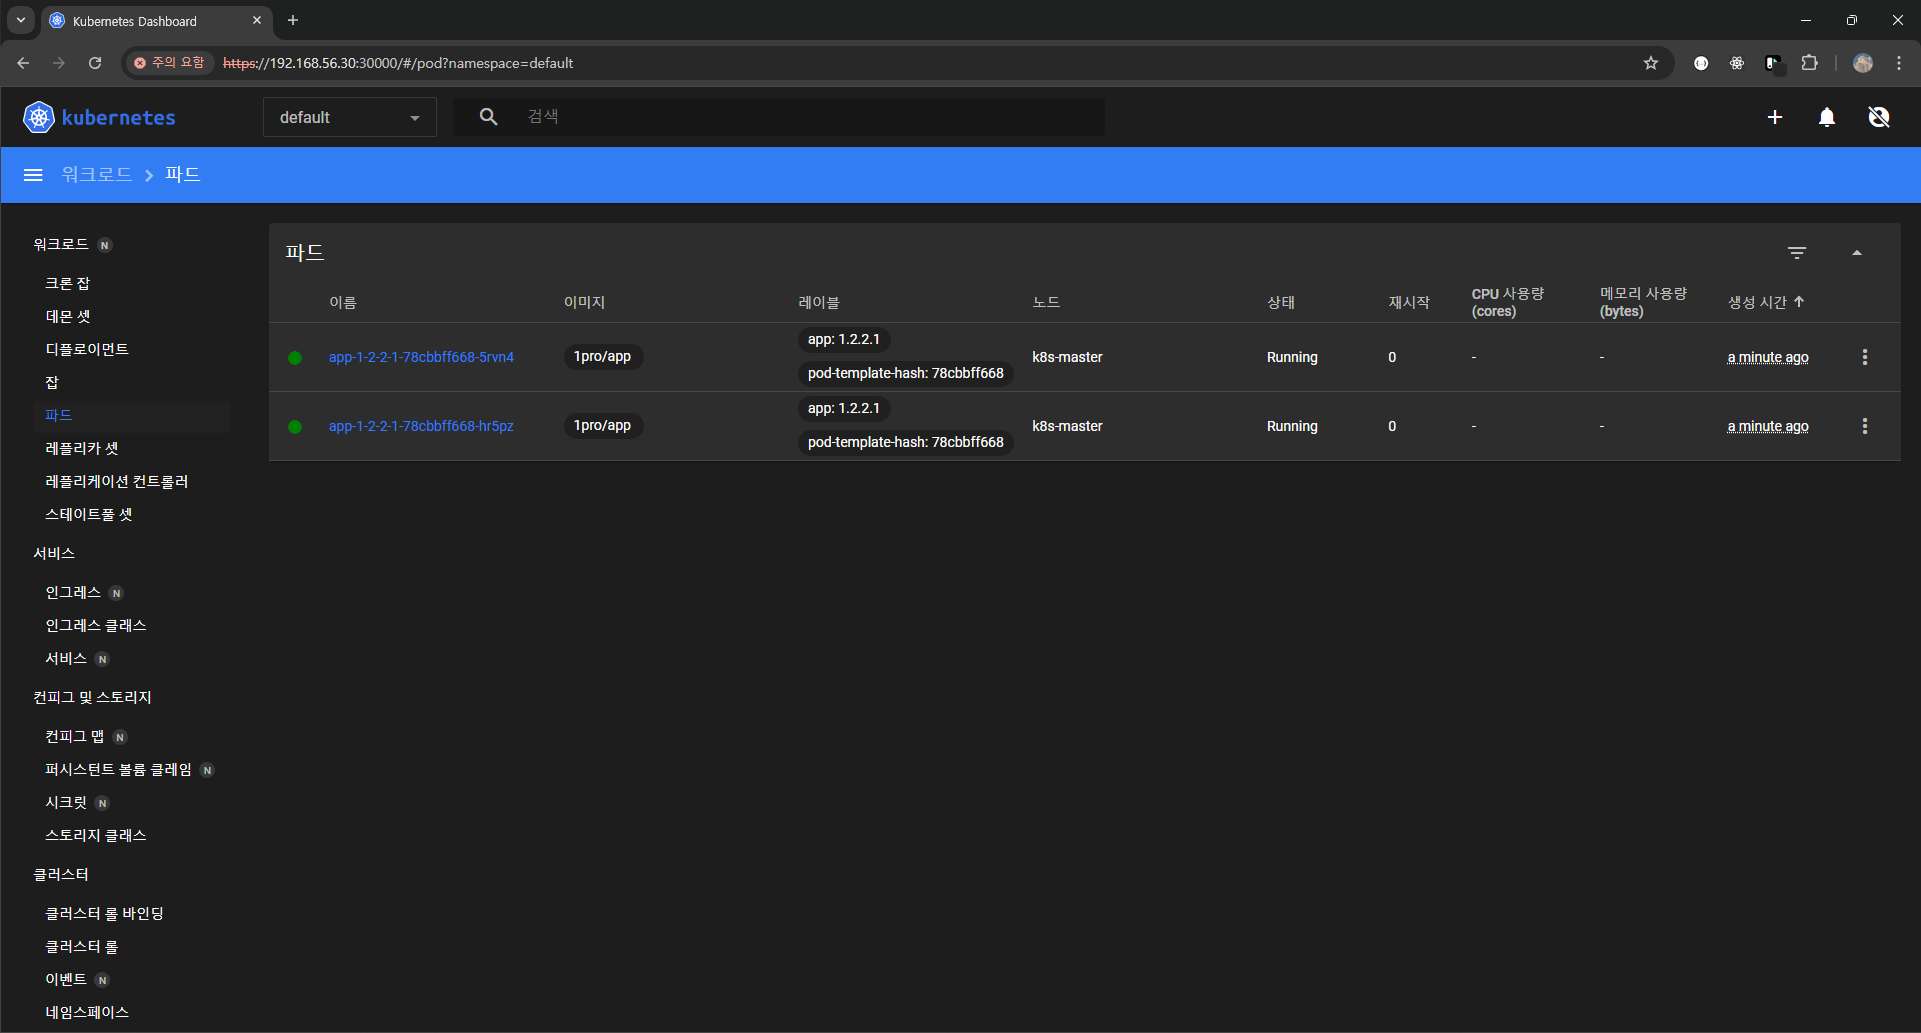 Kubernetes Dashboard
주의 요함
https://192.168.56.30:30000/#/pod?namespace=default
kubernetes
default
검색
워크로드 > 파드
워크로드 N
크론 잡
데몬 셋
디플로이먼트
잡
파드
레플리카 셋
레플리케이션 컨트롤러
스테이트풀 셋
서비스
인그레스 N
인그레스 클래스
서비스 N
컨피그 및 스토리지
컨피그 맵 N
퍼시스턴트 볼륨 클레임 N
시크릿 N
스토리지 클래스
클러스터
클러스터 롤 바인딩
클러스터 롤
이벤트 N
네임스페이스
파드
이름 이미지 레이블 노드 상태 재시작 CPU 사용량 (cores) 메모리 사용량 (bytes) 생성 시간
app-1-2-2-1-78cbbff668-5rvn4 1pro/app app: 1.2.2.1 k8s-master Running 0 - - a minute ago
pod-template-hash: 78cbbff668
app-1-2-2-1-78cbbff668-hr5pz 1pro/app app: 1.2.2.1 k8s-master Running 0 - - a minute ago
pod-template-hash: 78cbbff668